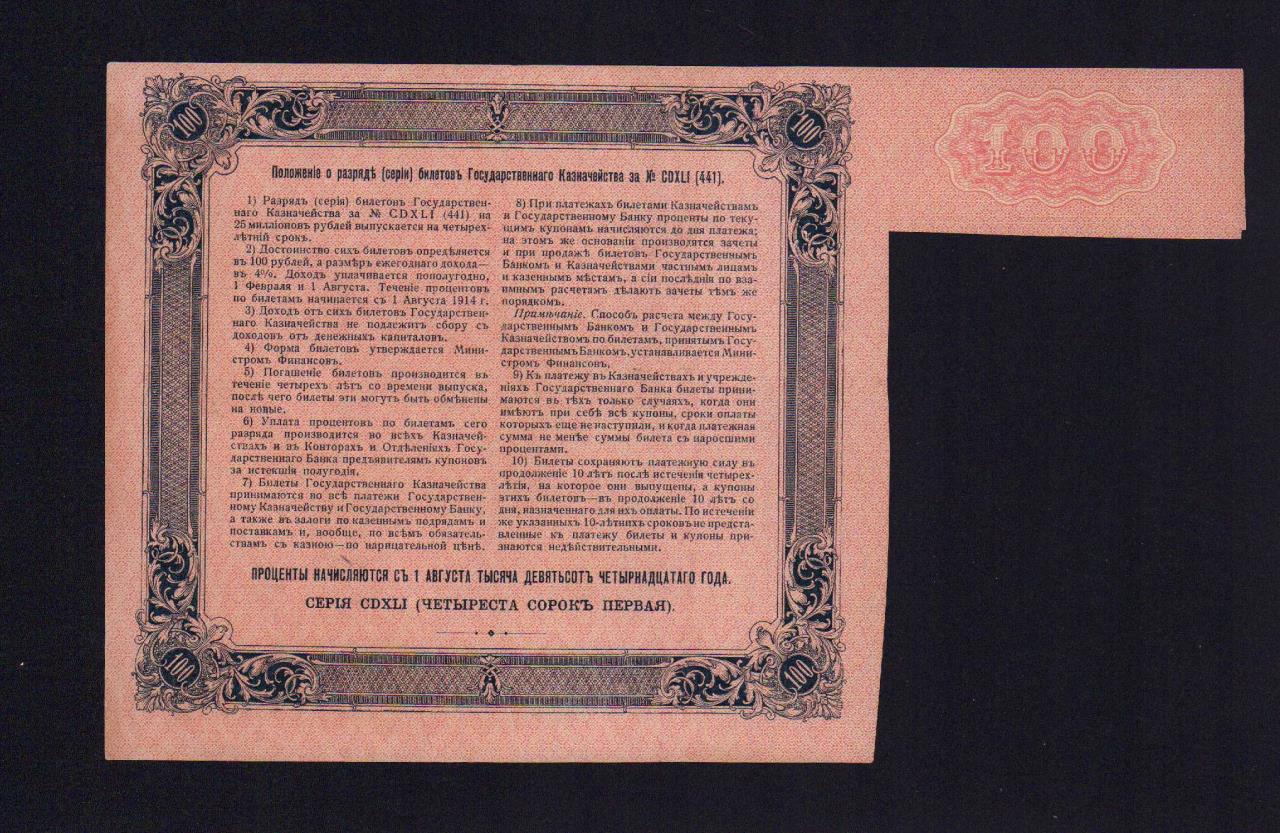 100
100
100
Положеніе о разрядѣ (серіи) билетовъ Государственнаго Казначейства за № CDXLI (441).
1) Разрядъ (серія) билетовъ Государствен-
наго Казначейства за № CDXLI (441) на
25 милліоновъ рублей выпускается на четырех-
лѣтній срокъ.
2) Достоинство сихъ билетовъ опредѣляется
въ 100 рублей, а размѣръ ежегоднаго дохода—
въ 4%. Доходъ уплачивается пополугодно,
1 Февраля и 1 Августа. Теченіе процентовъ
по билетамъ начинается съ 1 Августа 1914 г.
3) Доходъ отъ сихъ билетовъ Государствен-
наго Казначейства не подлежитъ сбору съ
доходовъ отъ денежныхъ капиталовъ.
4) Форма билетовъ утверждается Мини-
стромъ Финансовъ.
5) Погашеніе билетовъ производится въ
теченіе четырехъ лѣтъ со времени выпуска,
послѣ чего билеты эти могутъ быть обмѣнены
на новые.
6) Уплата процентовъ по билетамъ сего
разряда производится во всѣхъ Казначей-
ствахъ и въ Конторахъ и Отдѣленіяхъ Госу-
дарственнаго Банка предъявителямъ купоновъ
за истекшія полугодія.
7) Билеты Государственнаго Казначейства
принимаются во всѣ платежи Государствен-
ному Казначейству и Государственному Банку,
а также въ залоги по казеннымъ подрядамъ и
поставкамъ и, вообще, по всѣмъ обязатель-
ствамъ съ казною—по нарицательной цѣнѣ.
8) При платежахъ билетами Казначействамъ
и Государственному Банку проценты по теку-
щимъ купонамъ начисляются до дня платежа;
на этомъ же основаніи производятся зачеты
и при продажѣ билетовъ Государственнымъ
Банкомъ и Казначействами частнымъ лицамъ
и казеннымъ мѣстамъ, а сіи послѣднія по вза-
имнымъ расчетамъ дѣлаютъ зачеты тѣмъ же
порядкомъ.
Примѣчаніе. Способъ расчета между Госу-
дарственнымъ Банкомъ и Государственнымъ
Казначействомъ по билетамъ, принятымъ Госу-
дарственнымъ Банкомъ, устанавливается Мини-
стромъ Финансовъ.
9) Къ платежу въ Казначействахъ и учрежде-
ніяхъ Государственнаго Банка билеты прини-
маются въ тѣхъ только случаяхъ, когда они
имѣютъ при себѣ всѣ купоны, сроки оплаты
которыхъ еще не наступили, и когда платежная
сумма не менѣе суммы билета съ наросшими
процентами.
10) Билеты сохраняютъ платежную силу въ
продолженіе 10 лѣтъ послѣ истеченія четырех-
лѣтія, на которое они выпущены, а купоны
этихъ билетовъ—въ продолженіе 10 лѣтъ со
дня, назначеннаго для ихъ оплаты. По истеченіи
же указанныхъ 10-лѣтнихъ сроковъ не предста-
вленные къ платежу билеты и купоны при-
знаются недѣйствительными.
ПРОЦЕНТЫ НАЧИСЛЯЮТСЯ СЪ 1 АВГУСТА ТЫСЯЧА ДЕВЯТЬСОТЪ ЧЕТЫРНАДЦАТАГО ГОДА.
СЕРІЯ CDXLI (ЧЕТЫРЕСТА СОРОКЪ ПЕРВАЯ).
100
100